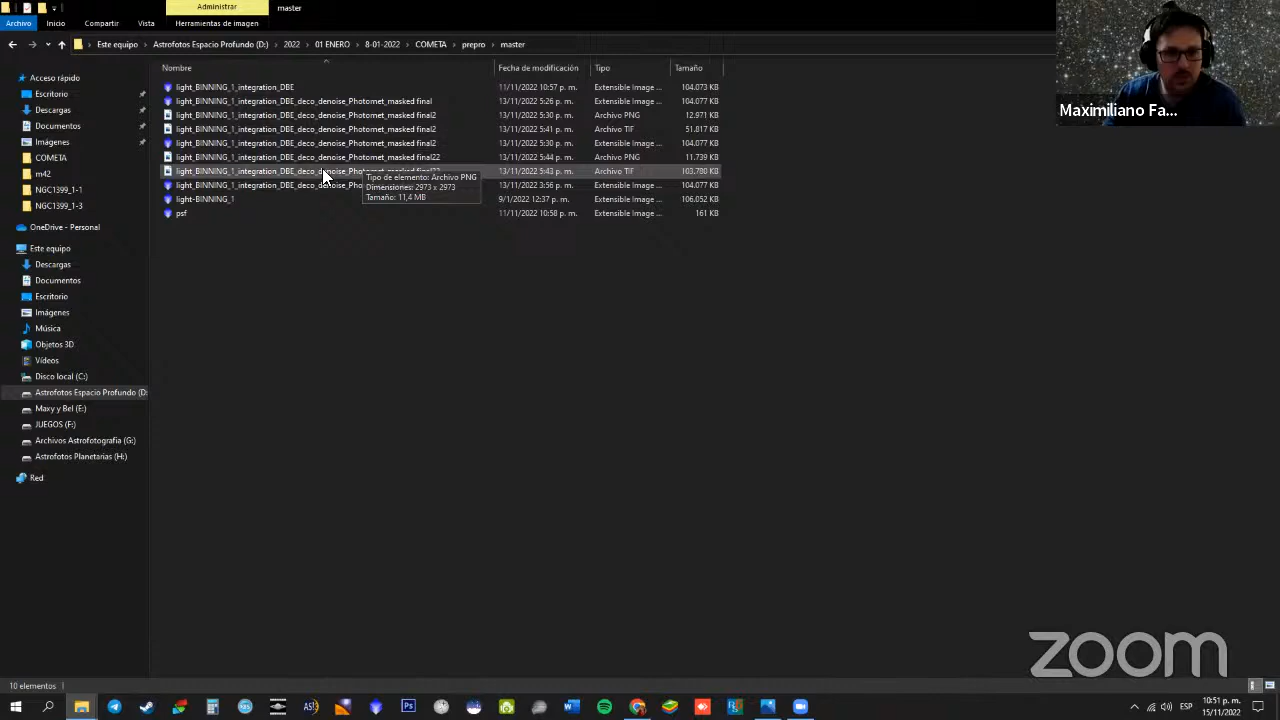 Administrar
master
Archivo
Inicio
Compartir
Vista
Herramientas de imagen
Este equipo
Astrofotos Espacio Profundo (D:)
2022
01 ENERO
8-01-2022
COMETA
prepro
master
Maximiliano Fa...
Nombre
Fecha de modificación
Tipo
Tamaño
Acceso rápido
Escritorio
Descargas
Documentos
Imágenes
COMETA
m42
NGC1399_1-1
NGC1399_1-3
OneDrive - Personal
Este equipo
Descargas
Documentos
Escritorio
Imágenes
Música
Objetos 3D
Vídeos
Disco local (C:)
Astrofotos Espacio Profundo (D:
Maxy y Bel (E:)
JUEGOS (F:)
Archivos Astrofotografia (G:)
Astrofotos Planetarias (H:)
Red
light_BINNING_1_integration_DBE 11/11/2022 10:57 p. m. Extensible Image ... 104.073 KB
light_BINNING_1_integration_DBE_deco_denoise_Photomet_masked final 13/11/2022 5:26 p. m. Extensible Image ... 104.077 KB
light_BINNING_1_integration_DBE_deco_denoise_Photomet_masked final2 13/11/2022 5:30 p. m. Archivo PNG 12.971 KB
light_BINNING_1_integration_DBE_deco_denoise_Photomet_masked final2 13/11/2022 5:41 p. m. Archivo TIF 51.817 KB
light_BINNING_1_integration_DBE_deco_denoise_Photomet_masked final2 13/11/2022 5:30 p. m. Extensible Image ... 104.077 KB
light_BINNING_1_integration_DBE_deco_denoise_Photomet_masked final22 13/11/2022 5:44 p. m. Archivo PNG 11.739 KB
light_BINNING_1_integration_DBE_deco_denoise_Photomet_masked final22 13/11/2022 5:43 p. m. Archivo TIF 103.780 KB
light_BINNING_1_integration_DBE_deco_denoise_Pho 13/11/2022 3:56 p. m. Extensible Image ... 104.077 KB
light-BINNING_1 9/1/2022 12:37 p. m. Extensible Image ... 106.052 KB
psf 11/11/2022 10:58 p. m. Extensible Image ... 161 KB
Tipo de elemento: Archivo PNG
Dimensiones: 2973 x 2973
Tamaño: 11,4 MB
zoom
10 elementos
ESP
10:51 p. m.
15/11/2022